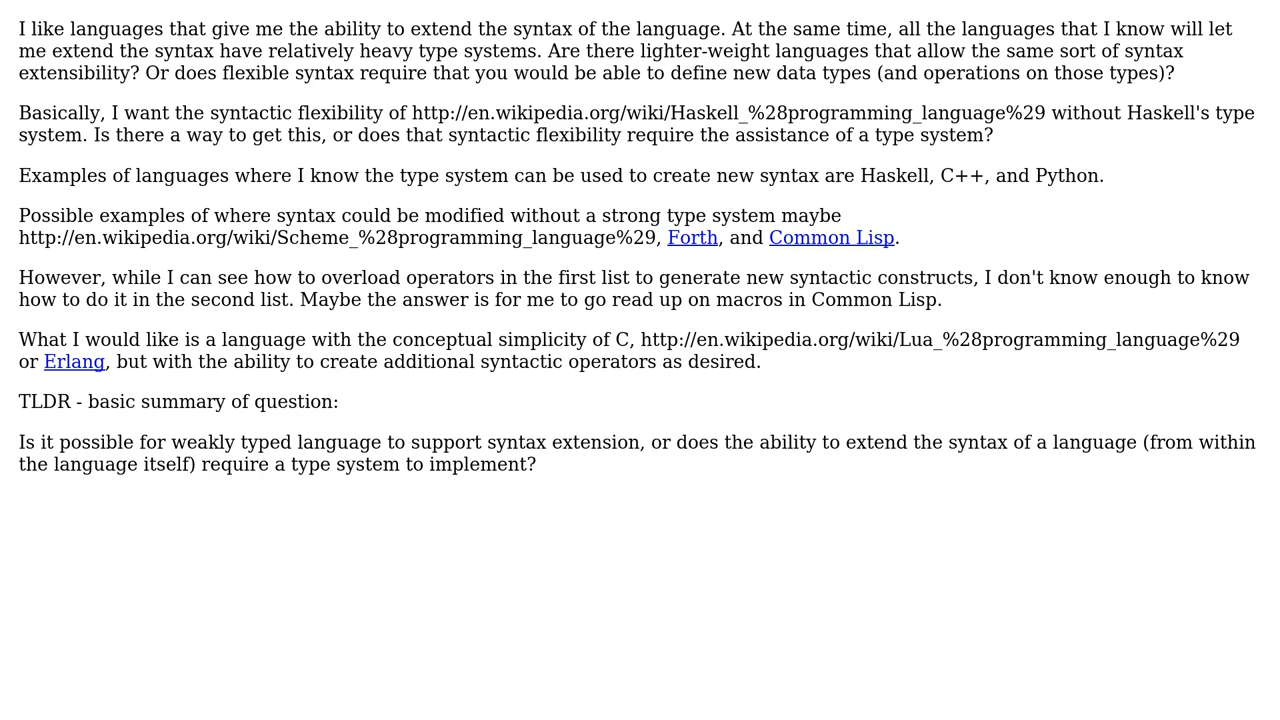 I like languages that give me the ability to extend the syntax of the language. At the same time, all the languages that I know will let
me extend the syntax have relatively heavy type systems. Are there lighter-weight languages that allow the same sort of syntax
extensibility? Or does flexible syntax require that you would be able to define new data types (and operations on those types)?
Basically, I want the syntactic flexibility of http://en.wikipedia.org/wiki/Haskell_%28programming_language%29 without Haskell's type
system. Is there a way to get this, or does that syntactic flexibility require the assistance of a type system?
Examples of languages where I know the type system can be used to create new syntax are Haskell, C++, and Python.
Possible examples of where syntax could be modified without a strong type system maybe
http://en.wikipedia.org/wiki/Scheme_%28programming_language%29, Forth, and Common Lisp.
However, while I can see how to overload operators in the first list to generate new syntactic constructs, I don't know enough to know
how to do it in the second list. Maybe the answer is for me to go read up on macros in Common Lisp.
What I would like is a language with the conceptual simplicity of C, http://en.wikipedia.org/wiki/Lua_%28programming_language%29
or Erlang, but with the ability to create additional syntactic operators as desired.
TLDR - basic summary of question:
Is it possible for weakly typed language to support syntax extension, or does the ability to extend the syntax of a language (from within
the language itself) require a type system to implement?